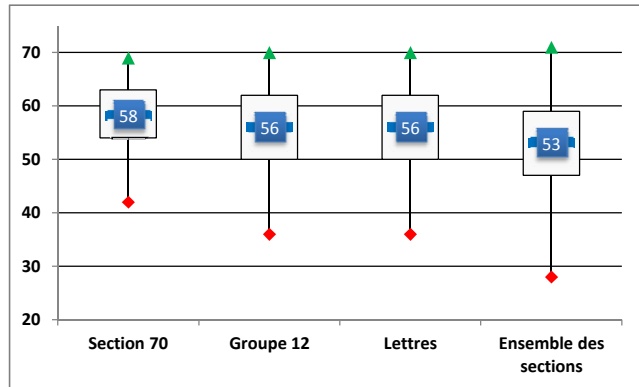 70
60
50
40
30
20
58
56
56
53
Section 70
Groupe 12
Lettres
Ensemble des
sections